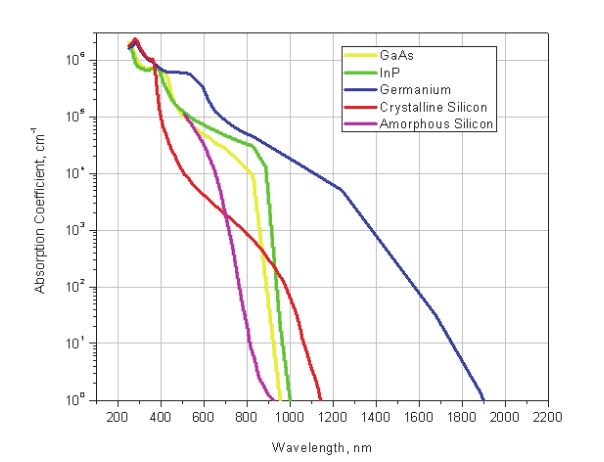 GaAs
InP
Germanium
Crystalline Silicon
Amorphous Silicon
Absorption Coefficient, cm⁻¹
10⁶
10⁵
10⁴
10³
10²
10¹
10⁰
200 400 600 800 1000 1200 1400 1600 1800 2000 2200
Wavelength, nm